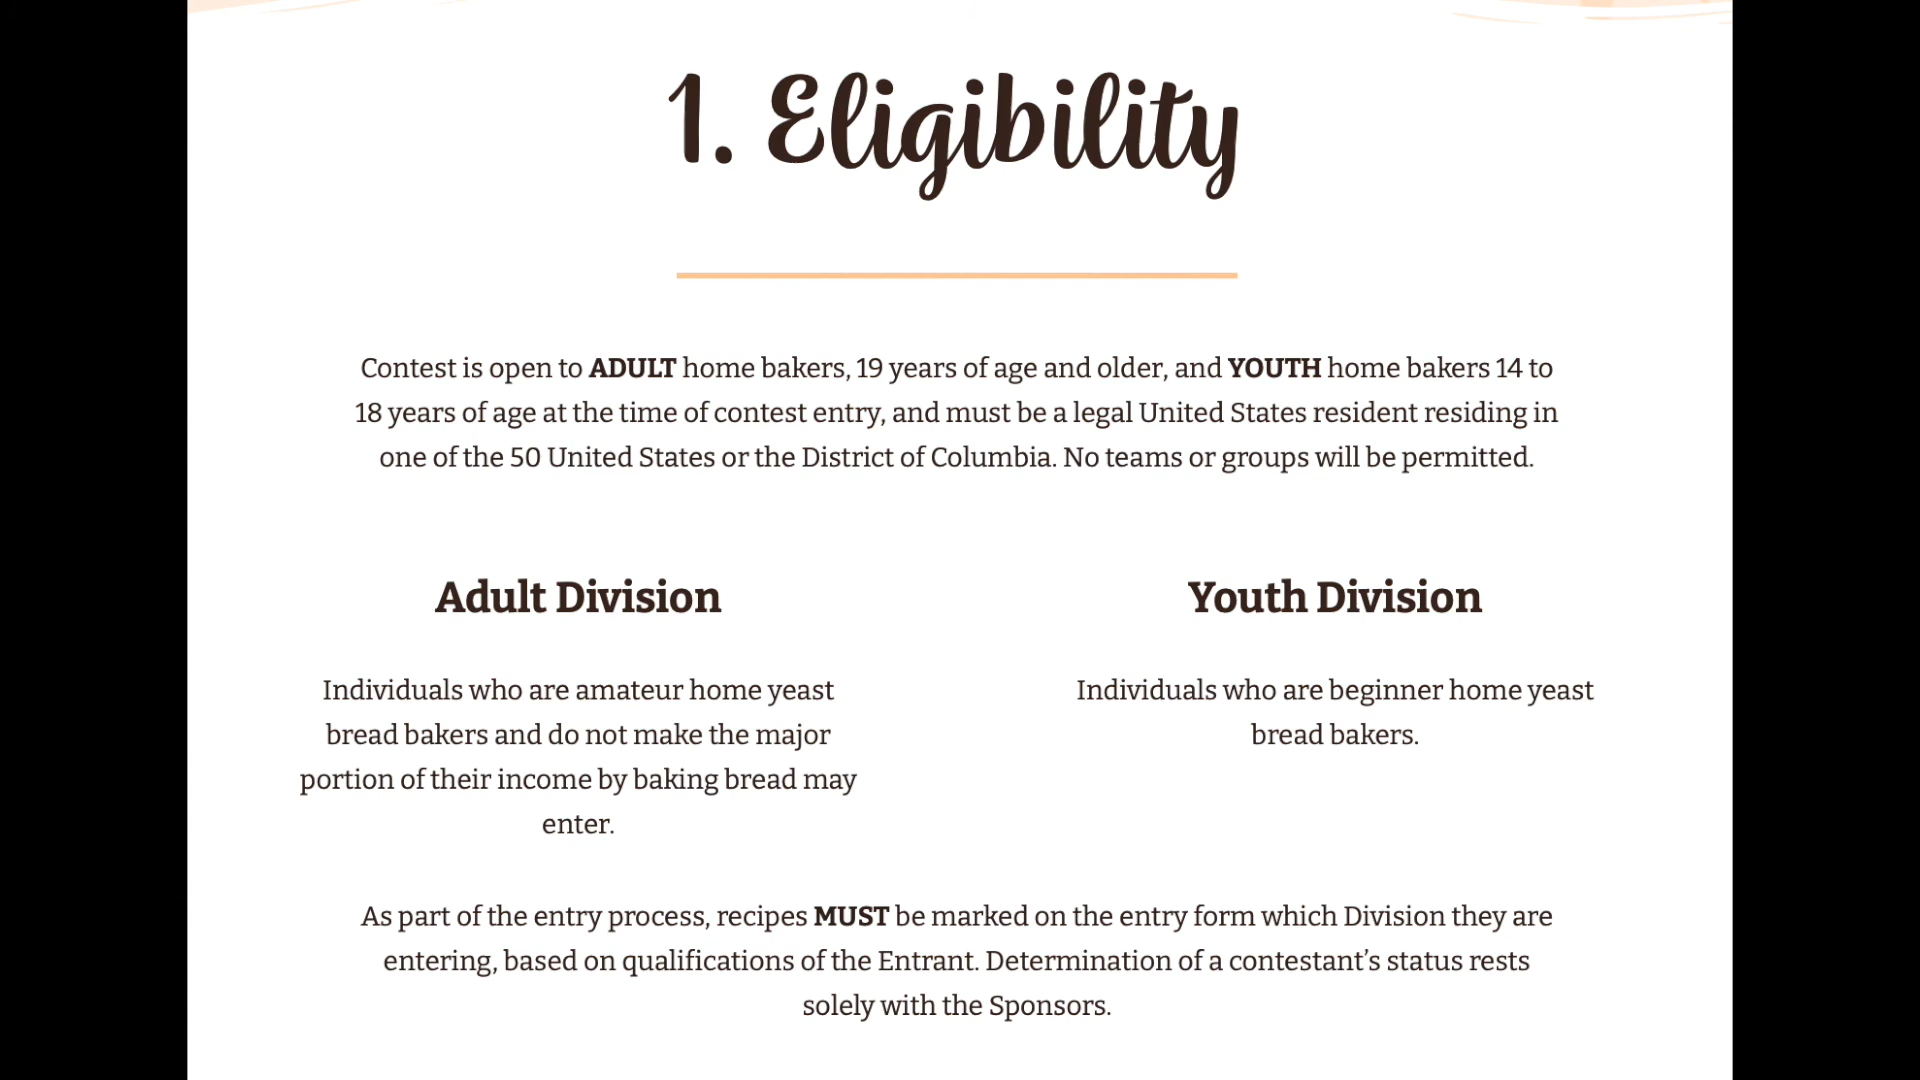 1. Eligibility
Contest is open to ADULT home bakers, 19 years of age and older, and YOUTH home bakers 14 to
18 years of age at the time of contest entry, and must be a legal United States resident residing in
one of the 50 United States or the District of Columbia. No teams or groups will be permitted.
Adult Division
Individuals who are amateur home yeast
bread bakers and do not make the major
portion of their income by baking bread may
enter.
Youth Division
Individuals who are beginner home yeast
bread bakers.
As part of the entry process, recipes MUST be marked on the entry form which Division they are
entering, based on qualifications of the Entrant. Determination of a contestant’s status rests
solely with the Sponsors.